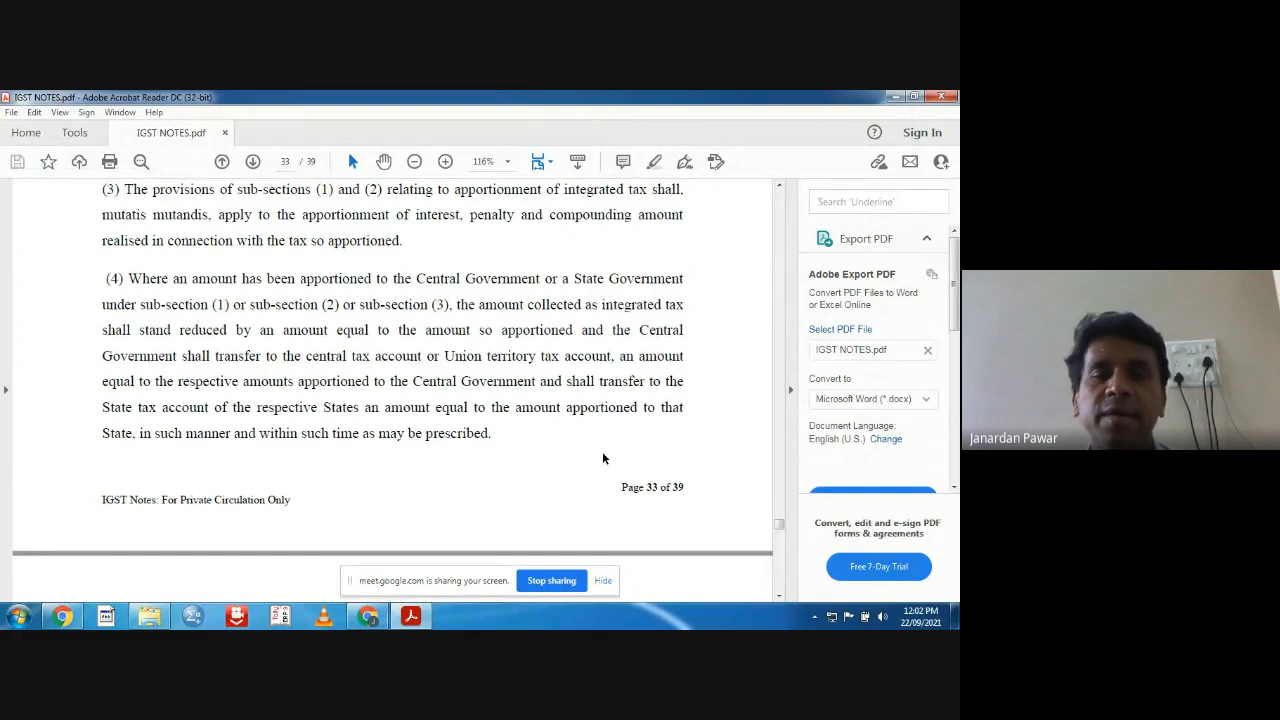 IGST NOTES.pdf - Adobe Acrobat Reader DC (32-bit)
File Edit View Sign Window Help
Home Tools IGST NOTES.pdf × Sign In
33 / 39 116%
(3) The provisions of sub-sections (1) and (2) relating to apportionment of integrated tax shall,
mutatis mutandis, apply to the apportionment of interest, penalty and compounding amount
realised in connection with the tax so apportioned.
(4) Where an amount has been apportioned to the Central Government or a State Government
under sub-section (1) or sub-section (2) or sub-section (3), the amount collected as integrated tax
shall stand reduced by an amount equal to the amount so apportioned and the Central
Government shall transfer to the central tax account or Union territory tax account, an amount
equal to the respective amounts apportioned to the Central Government and shall transfer to the
State tax account of the respective States an amount equal to the amount apportioned to that
State, in such manner and within such time as may be prescribed.
Page 33 of 39
IGST Notes: For Private Circulation Only
Search 'Underline'
Export PDF
Adobe Export PDF
Convert PDF Files to Word
or Excel Online
Select PDF File
IGST NOTES.pdf
Convert to
Microsoft Word (*.docx)
Document Language:
English (U.S.) Change
Convert, edit and e-sign PDF
forms & agreements
Free 7-Day Trial
meet.google.com is sharing your screen. Stop sharing Hide
12:02 PM
22/09/2021
Janardan Pawar